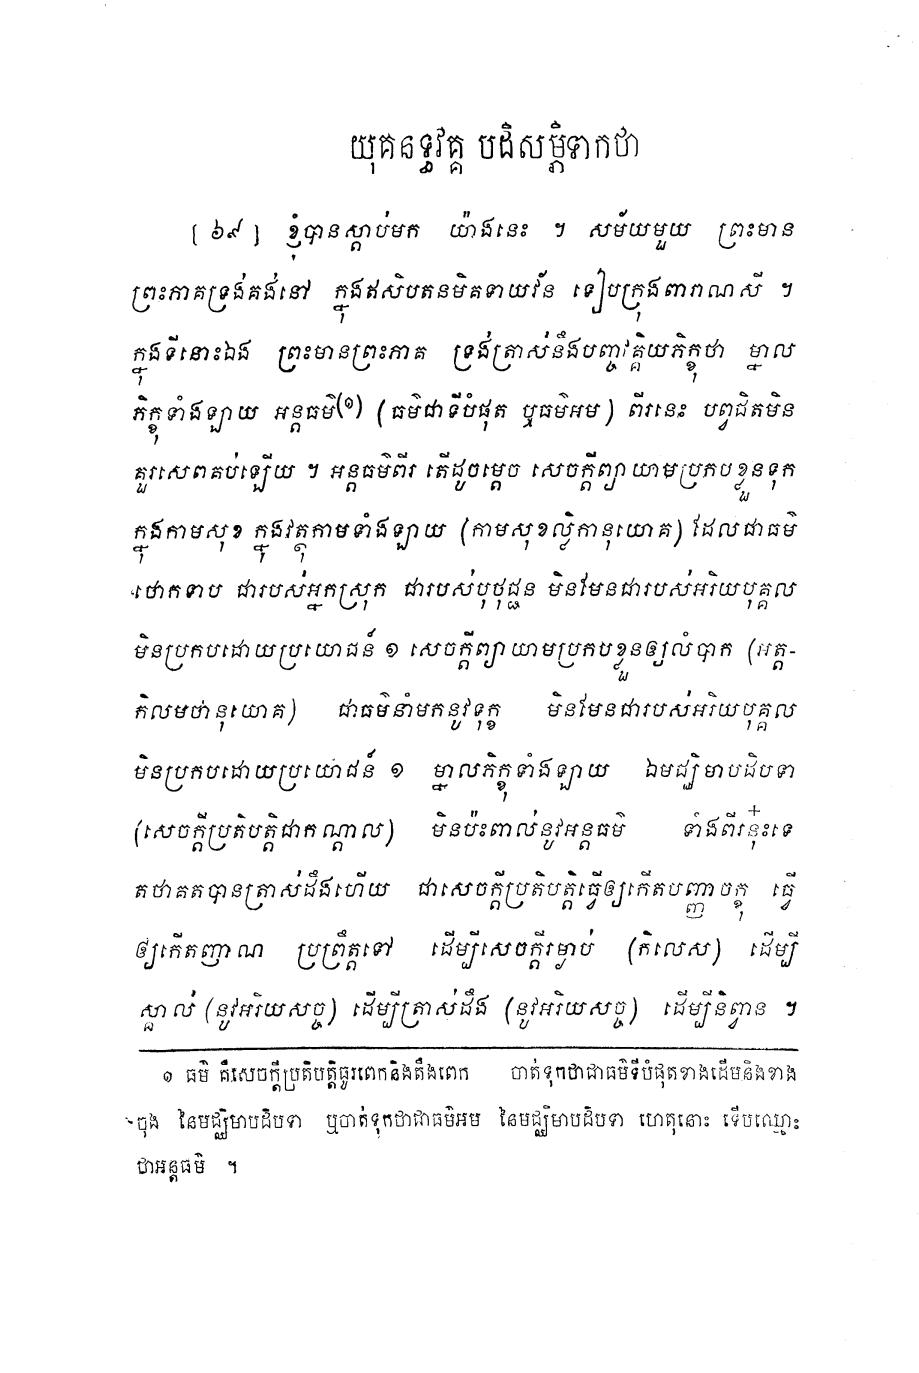 យុគនទ្ធវគ្គ បដិសម្ភិទាកថា
[ ៦៩ ] ខ្ញុំបានស្តាប់មក យ៉ាងនេះ ។ សម័យមួយ ព្រះមាន
ព្រះភាគទ្រង់គង់នៅ ក្នុងឥសិបតនមិគទាយវ័ន ទៀបក្រុងពារាណសី ។
ក្នុងទីនោះឯង ព្រះមានព្រះភាគ ទ្រង់ត្រាស់នឹងបញ្ចវគ្គិយភិក្ខុថា ម្នាល
ភិក្ខុទាំងឡាយ អន្តធម៌(១) (ធម៌ជាទីបំផុត ឬធម៌អម) ពីរនេះ បព្វជិតមិន
គួរសេពគប់ឡើយ ។ អន្តធម៌ពីរ តើដូចម្តេច សេចក្តីព្យាយាមប្រកបខ្លួនទុក
ក្នុងកាមសុខ ក្នុងវត្ថុកាមទាំងឡាយ (កាមសុខល្លិកានុយោគ) ដែលជាធម៌
ថោកទាប ជារបស់អ្នកស្រុក ជារបស់បុថុជ្ជន មិនមែនជារបស់អរិយបុគ្គល
មិនប្រកបដោយប្រយោជន៍ ១ សេចក្តីព្យាយាមប្រកបខ្លួនឲ្យលំបាក (អត្ត-
កិលមថានុយោគ) ជាធម៌នាំមកនូវទុក្ខ មិនមែនជារបស់អរិយបុគ្គល
មិនប្រកបដោយប្រយោជន៍ ១ ម្នាលភិក្ខុទាំងឡាយ ឯមជ្ឈិមាបដិបទា
(សេចក្តីប្រតិបត្តិជាកណ្តាល) មិនប៉ះពាល់នូវអន្តធម៌ ទាំងពីរនុ៎ះទេ
តថាគតបានត្រាស់ដឹងហើយ ជាសេចក្តីប្រតិបត្តិធ្វើឲ្យកើតបញ្ញាចក្ខុ ធ្វើ
ឲ្យកើតញាណ ប្រព្រឹត្តទៅ ដើម្បីសេចក្តីរម្ងាប់ (កិលេស) ដើម្បី
ស្គាល់ (នូវអរិយសច្ច) ដើម្បីត្រាស់ដឹង (នូវអរិយសច្ច) ដើម្បីនិព្វាន ។
១ ធម៌ គឺសេចក្តីប្រតិបត្តិធូរពេកនិងតឹងពេក បាត់ទុកថាជាធម៌ទីបំផុតខាងដើមនិងខាង
ចុង នៃមជ្ឈិមាបដិបទា ឬចាត់ទុកថាជាធម៌អម នៃមជ្ឈិមាបដិបទា ហេតុនោះ ទើបឈ្មោះ
ថាអន្តធម៌ ។